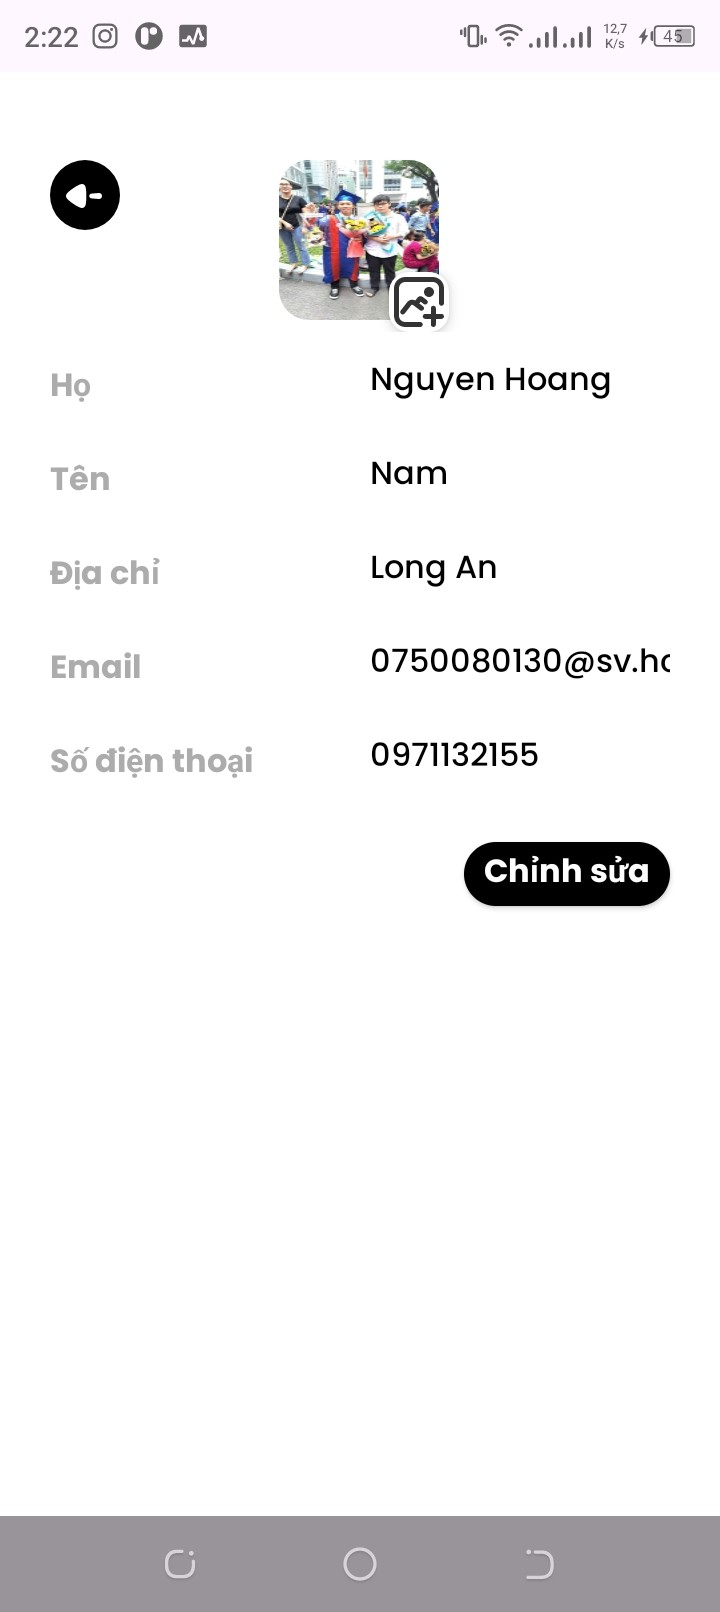 2:22
12,7
K/s
45
Họ
Nguyen Hoang
Tên
Nam
Địa chỉ
Long An
Email
0750080130@sv.hc
Số điện thoại
0971132155
Chỉnh sửa